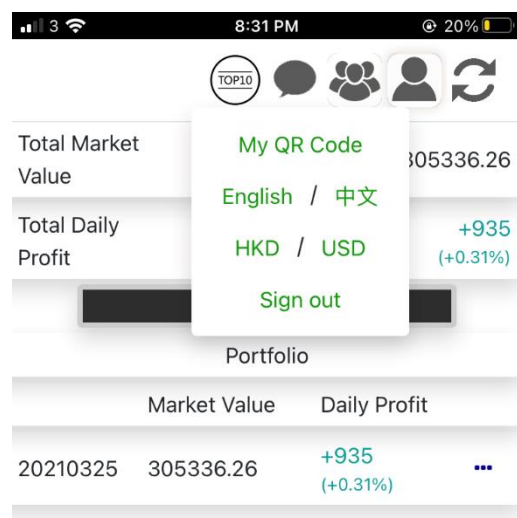 3 8:31 PM 20%
TOP10
Total Market Value 305336.26
My QR Code
English / 中文
Total Daily Profit +935 (+0.31%)
HKD / USD
Sign out
Portfolio
Market Value Daily Profit
20210325 305336.26 +935 (+0.31%) ...